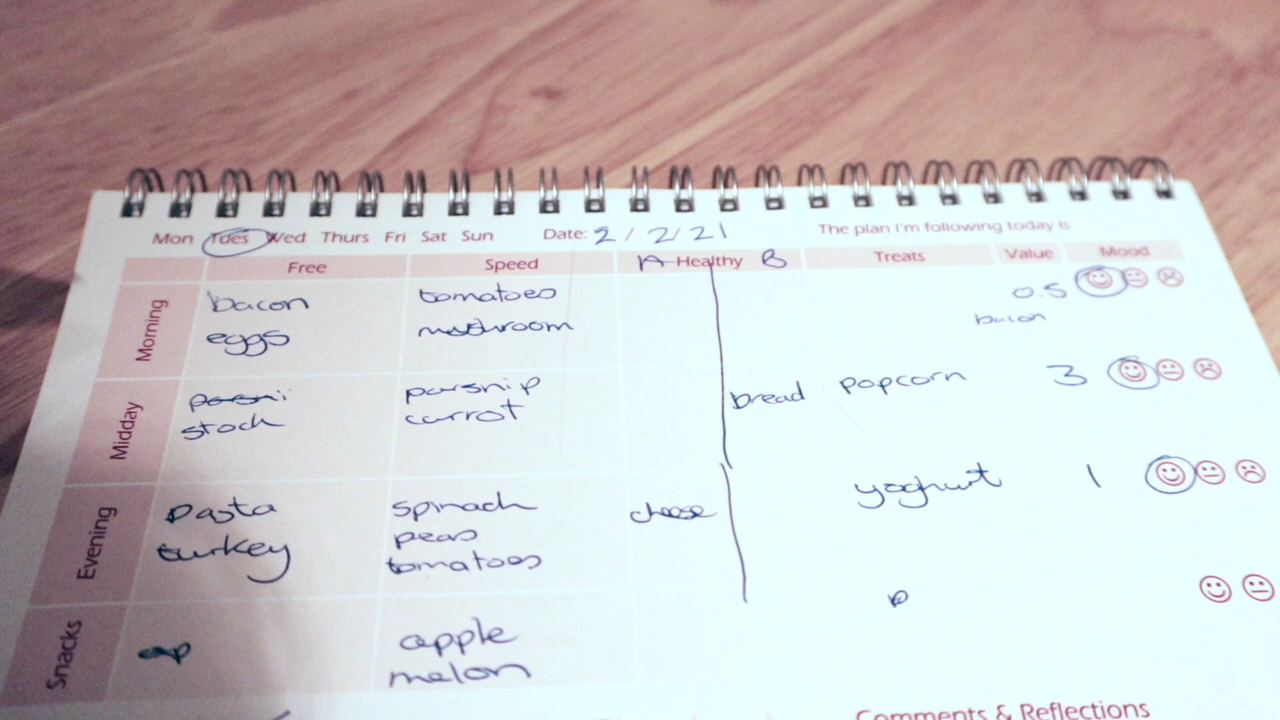 Mon Tues Wed Thurs Fri Sat Sun Date: 2/2/21 The plan I'm following today is
Free Speed A Healthy B Treats Value Mood
Morning
bacon tomatoes 0.5
eggs mushroom bacon
Midday
parsnip bread popcorn 3
stock carrot
Evening
pasta spinach cheese yoghurt 1
turkey peas
tomatoes
Snacks
apple
melon
Comments & Reflections